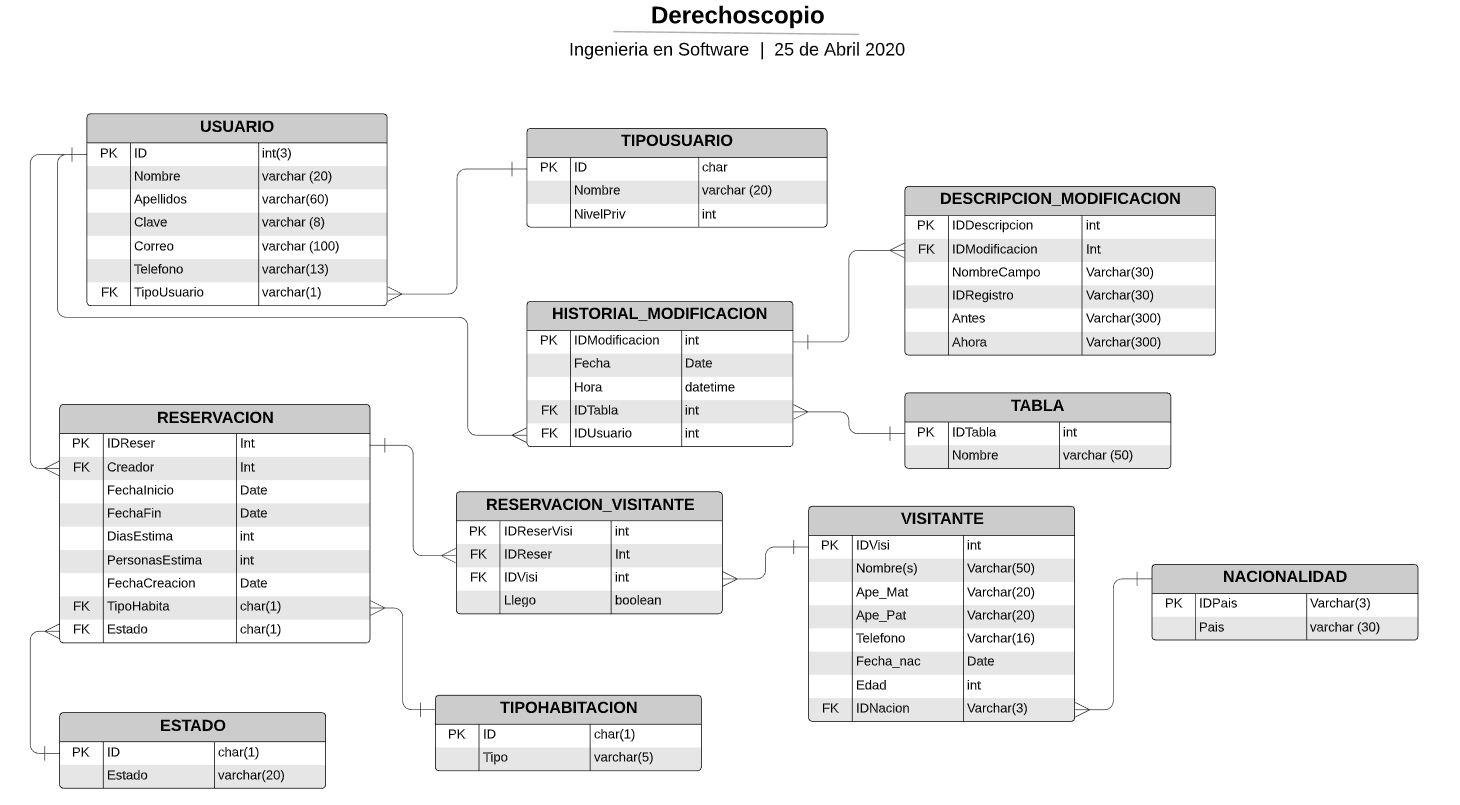 Derechoscopio
Ingenieria en Software | 25 de Abril 2020
USUARIO
PK ID int(3)
Nombre varchar (20)
Apellidos varchar(60)
Clave varchar (8)
Correo varchar (100)
Telefono varchar(13)
FK TipoUsuario varchar(1)
TIPOUSUARIO
PK ID char
Nombre varchar (20)
NivelPriv int
DESCRIPCION_MODIFICACION
PK IDDescripcion int
FK IDModificacion Int
NombreCampo Varchar(30)
IDRegistro Varchar(30)
Antes Varchar(300)
Ahora Varchar(300)
HISTORIAL_MODIFICACION
PK IDModificacion int
Fecha Date
Hora datetime
FK IDTabla int
FK IDUsuario int
TABLA
PK IDTabla int
Nombre varchar (50)
RESERVACION
PK IDReser Int
FK Creador Int
FechaInicio Date
FechaFin Date
DiasEstima int
PersonasEstima int
FechaCreacion Date
FK TipoHabita char(1)
FK Estado char(1)
RESERVACION_VISITANTE
PK IDReserVisi int
FK IDReser Int
FK IDVisi int
Llego boolean
VISITANTE
PK IDVisi int
Nombre(s) Varchar(50)
Ape_Mat Varchar(20)
Ape_Pat Varchar(20)
Telefono Varchar(16)
Fecha_nac Date
Edad int
FK IDNacion Varchar(3)
NACIONALIDAD
PK IDPais Varchar(3)
Pais varchar (30)
ESTADO
PK ID char(1)
Estado varchar(20)
TIPOHABITACION
PK ID char(1)
Tipo varchar(5)